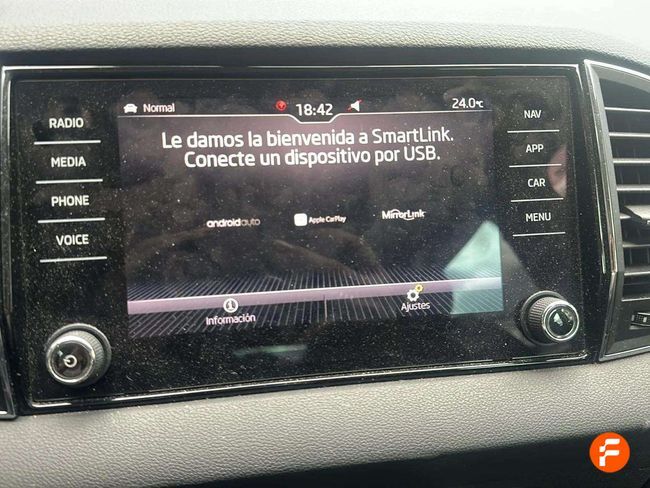 Normal
18:42
24.0°C
RADIO
MEDIA
PHONE
VOICE
Le damos la bienvenida a SmartLink.
Conecte un dispositivo por USB.
androidauto
Apple CarPlay
MirrorLink
Información
Ajustes
NAV
APP
CAR
MENU